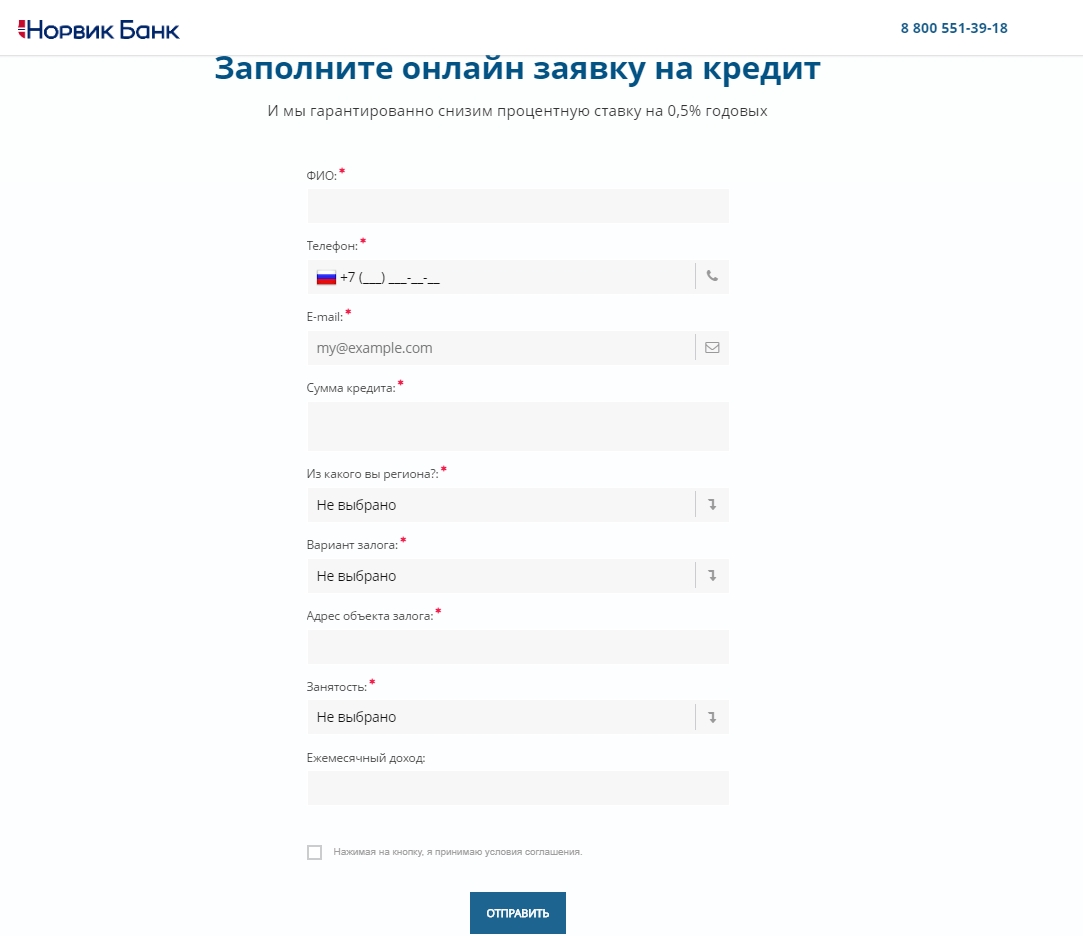 Норвик Банк
8 800 551-39-18
Заполните онлайн заявку на кредит
И мы гарантированно снизим процентную ставку на 0,5% годовых
ФИО:*
Телефон:*
+7 (___) ___-__-__
E-mail:*
my@example.com
Сумма кредита:*
Из какого вы региона?:*
Не выбрано
Вариант залога:*
Не выбрано
Адрес объекта залога:*
Занятость:*
Не выбрано
Ежемесячный доход:
Нажимая на кнопку, я принимаю условия соглашения.
ОТПРАВИТЬ